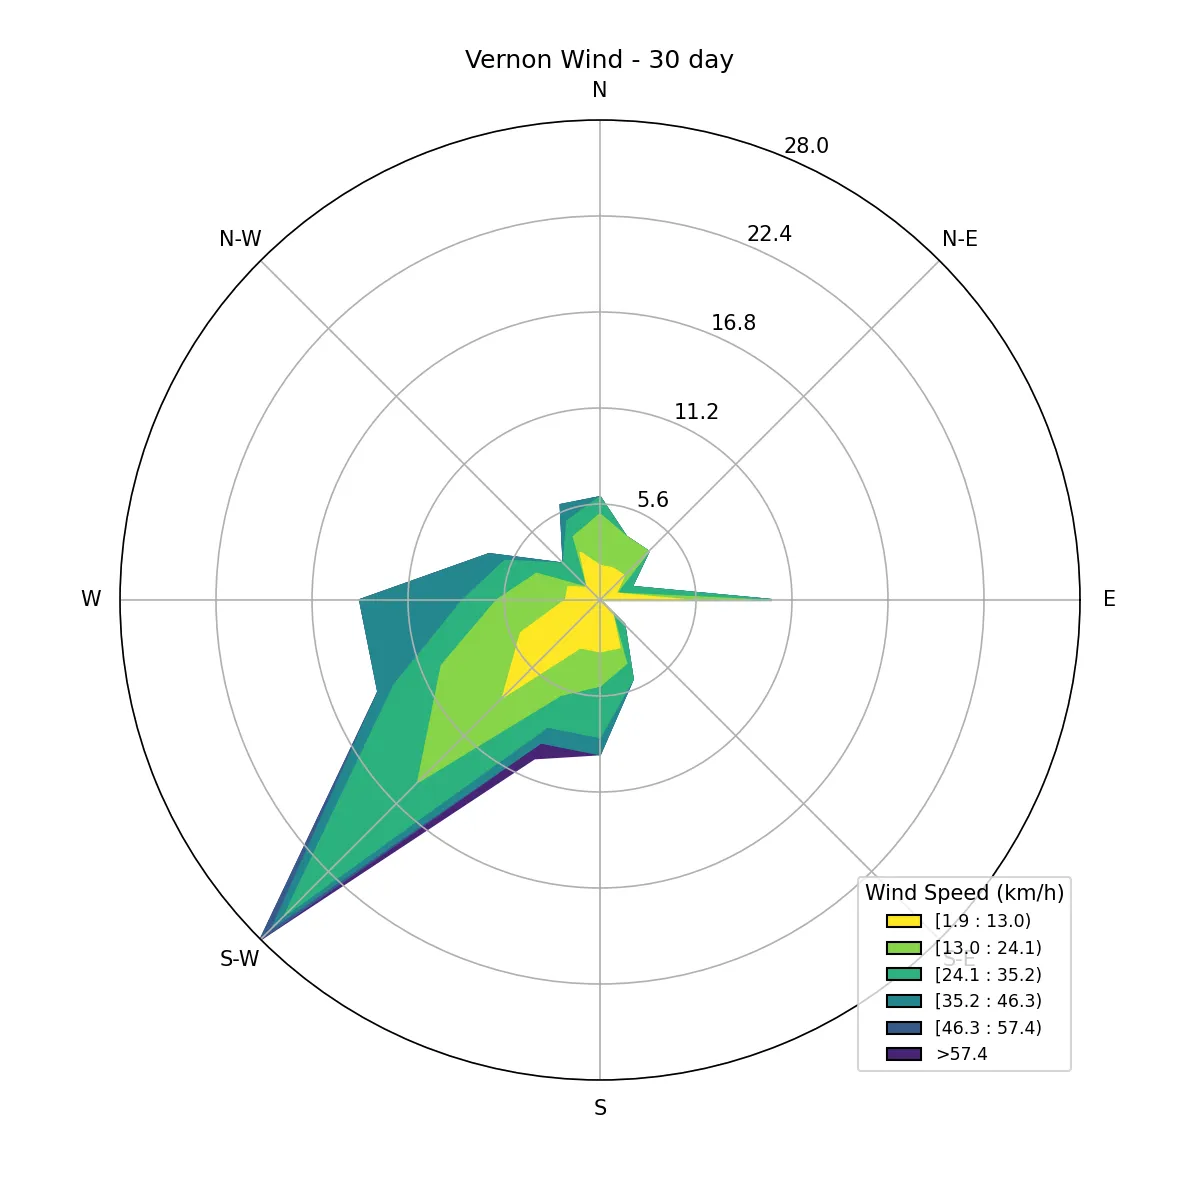 Vernon Wind - 30 day
N
28.0
N-W
22.4
N-E
16.8
11.2
5.6
W
E
S-W
S-E
Wind Speed (km/h)
[1.9 : 13.0)
[13.0 : 24.1)
[24.1 : 35.2)
[35.2 : 46.3)
[46.3 : 57.4)
>57.4
S